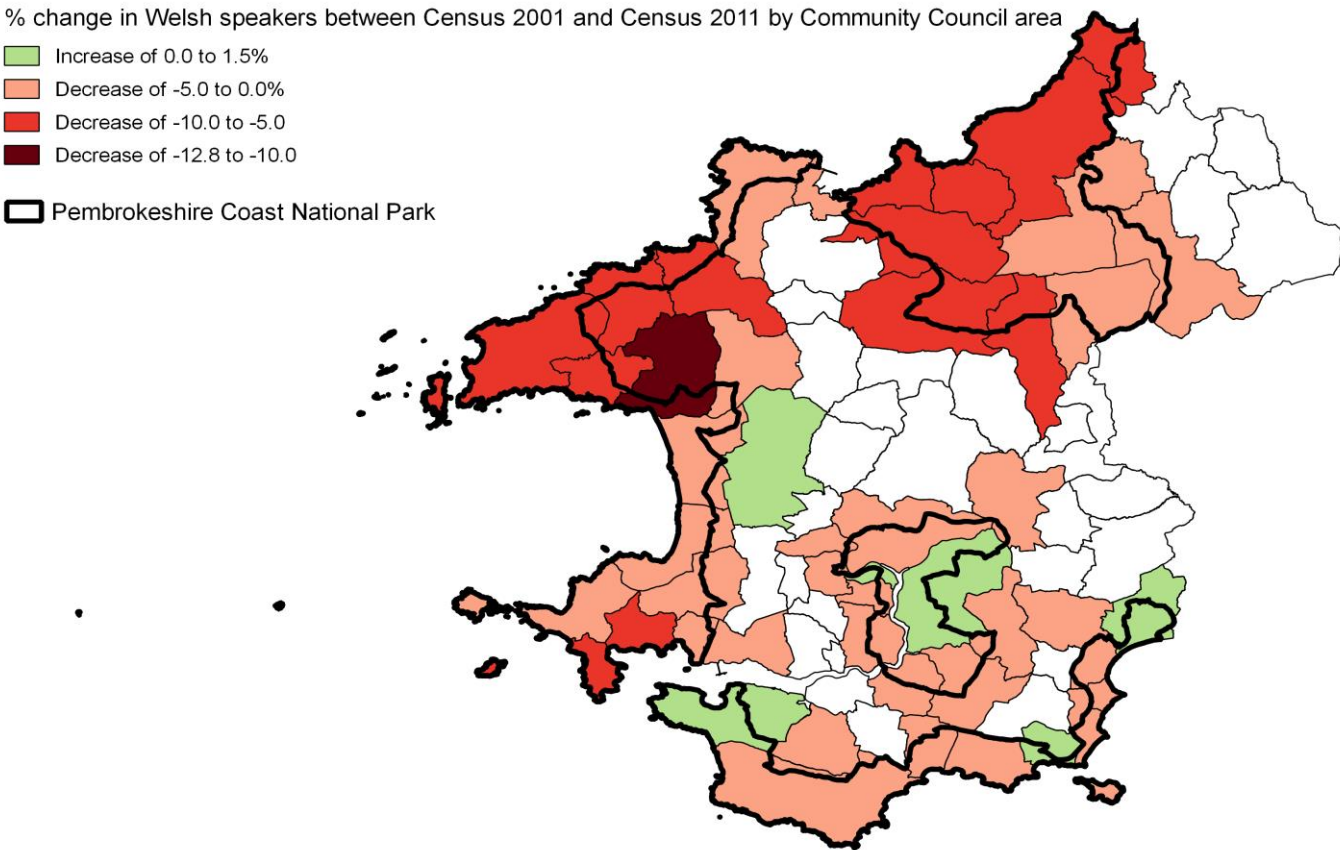 % change in Welsh speakers between Census 2001 and Census 2011 by Community Council area
Increase of 0.0 to 1.5%
Decrease of -5.0 to 0.0%
Decrease of -10.0 to -5.0
Decrease of -12.8 to -10.0
Pembrokeshire Coast National Park